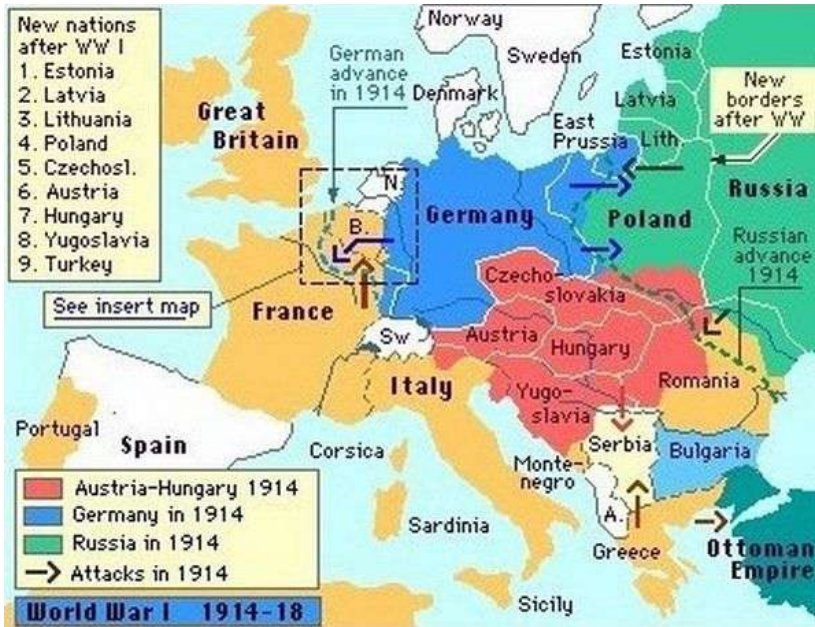 New nations
after WW I
1. Estonia
2. Latvia
3. Lithuania
4. Poland
5. Czechosl.
6. Austria
7. Hungary
8. Yugoslavia
9. Turkey
Norway
Sweden
Estonia
German
advance
in 1914
Denmark
Latvia
New
borders
after WW
Great
Britain
East
Prussia
Lith.
Russia
N.
Germany
Poland
B.
Russian
advance
1914
See insert map
France
Czecho-
slovakia
Sw
Austria
Hungary
Italy
Romania
Yugo-
slavia
Portugal
Spain
Corsica
Serbia
Bulgaria
Monte-
negro
A.
Austria-Hungary 1914
Germany in 1914
Russia in 1914
Attacks in 1914
Sardinia
Greece
Ottoman
Empire
Sicily
World War I 1914-18